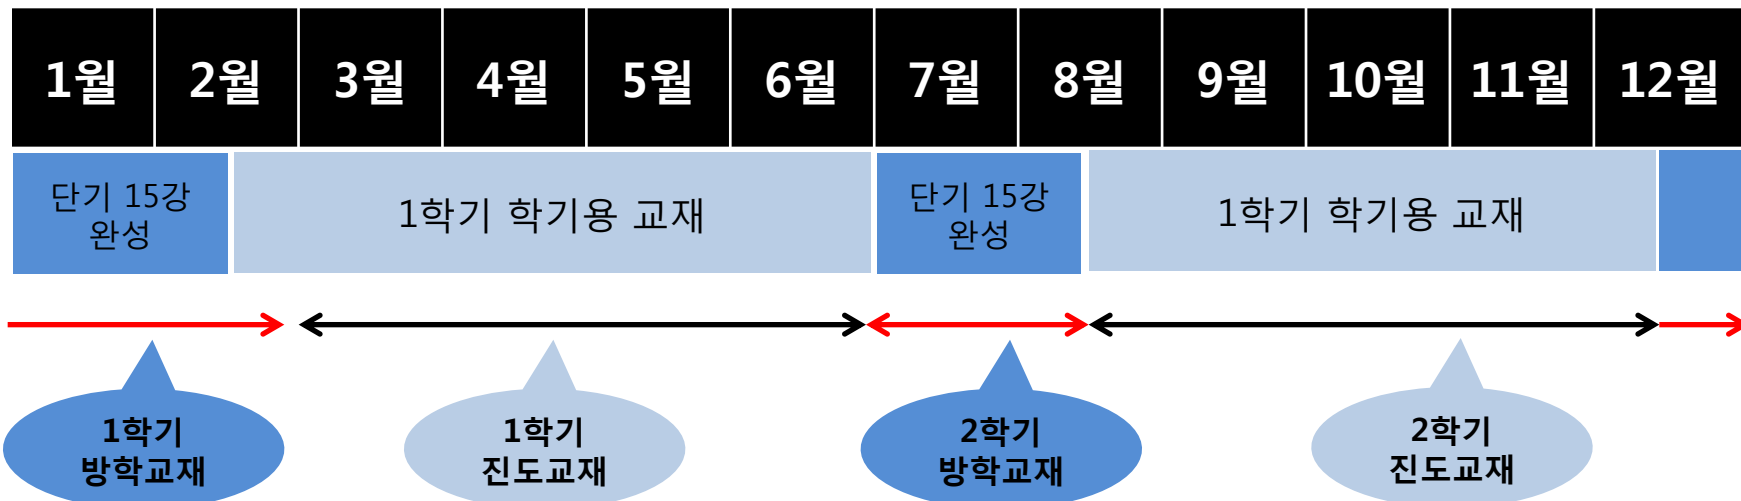 1월 2월 3월 4월 5월 6월 7월 8월 9월 10월 11월 12월
단기 15강
완성
1학기 학기용 교재
단기 15강
완성
1학기 학기용 교재
1학기
방학교재
1학기
진도교재
2학기
방학교재
2학기
진도교재